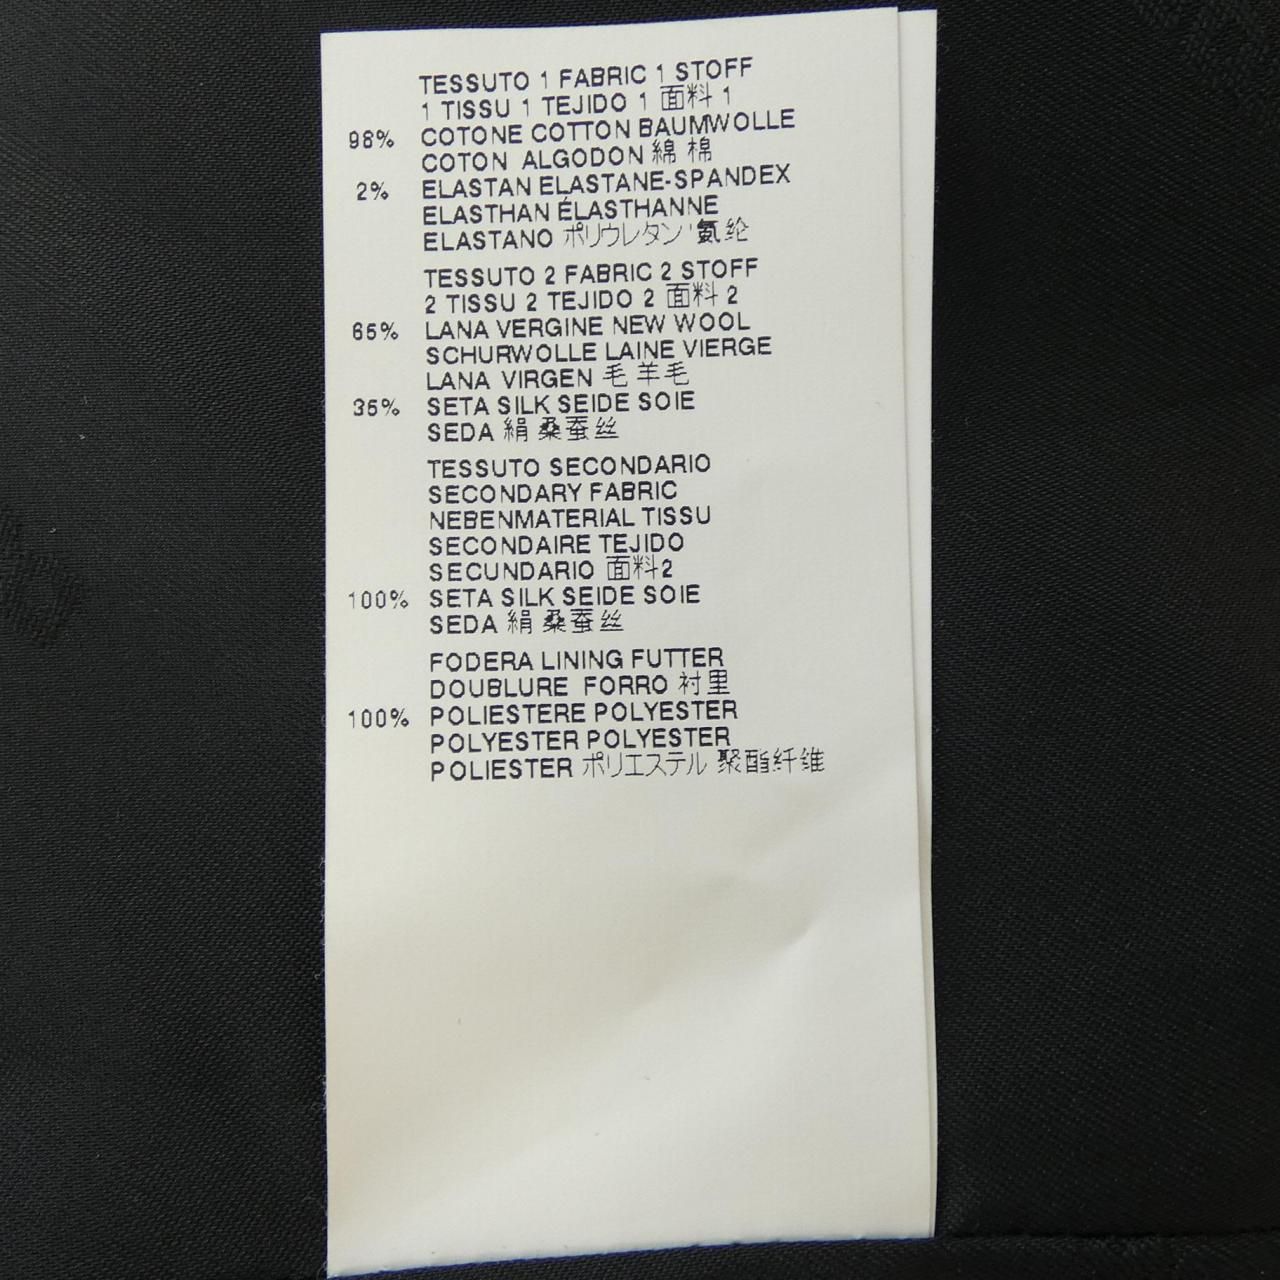 TESSUTO 1 FABRIC 1 STOFF
1 TISSU 1 TEJIDO 1 面料 1
98% COTONE COTTON BAUMWOLLE
COTON ALGODON 綿 棉
2% ELASTAN ELASTANE-SPANDEX
ELASTHAN ÉLASTHANNE
ELASTANO ポリウレタン 氨纶
TESSUTO 2 FABRIC 2 STOFF
2 TISSU 2 TEJIDO 2 面料 2
65% LANA VERGINE NEW WOOL
SCHURWOLLE LAINE VIERGE
LANA VIRGEN 毛 羊毛
35% SETA SILK SEIDE SOIE
SEDA 絹 桑蚕丝
TESSUTO SECONDARIO
SECONDARY FABRIC
NEBENMATERIAL TISSU
SECONDAIRE TEJIDO
SECUNDARIO 面料2
100% SETA SILK SEIDE SOIE
SEDA 絹 桑蚕丝
FODERA LINING FUTTER
DOUBLURE FORRO 衬里
100% POLIESTERE POLYESTER
POLYESTER POLYESTER
POLIESTER ポリエステル 聚酯纤维